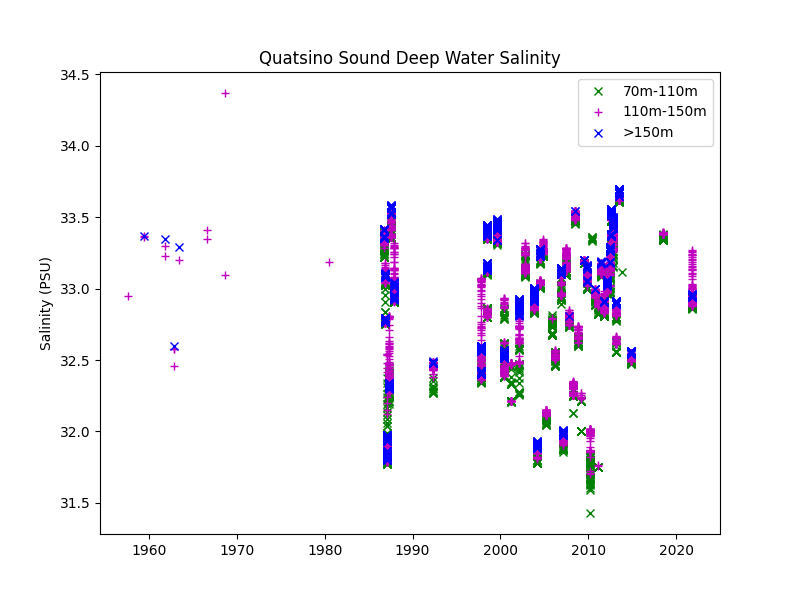 Quatsino Sound Deep Water Salinity
34.5
34.0
33.5
33.0
32.5
32.0
31.5
Salinity (PSU)
70m-110m
110m-150m
>150m
1960 1970 1980 1990 2000 2010 2020